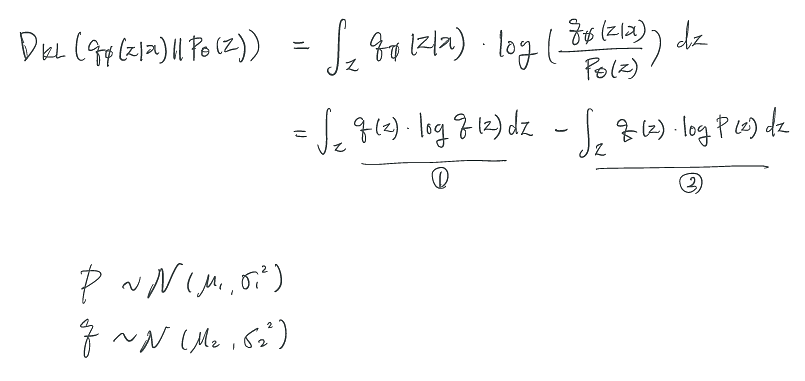 D_KL (q_φ(z|x) || P_θ(z)) = ∫_z q_φ(z|x) · log ( q_φ(z|x) / P_θ(z) ) dz
= ∫_z q(z) · log q(z) dz − ∫_z q(z) · log P(z) dz
① ②
P ~ N(μ₁, σ₁²)
q ~ N(μ₂, σ₂²)